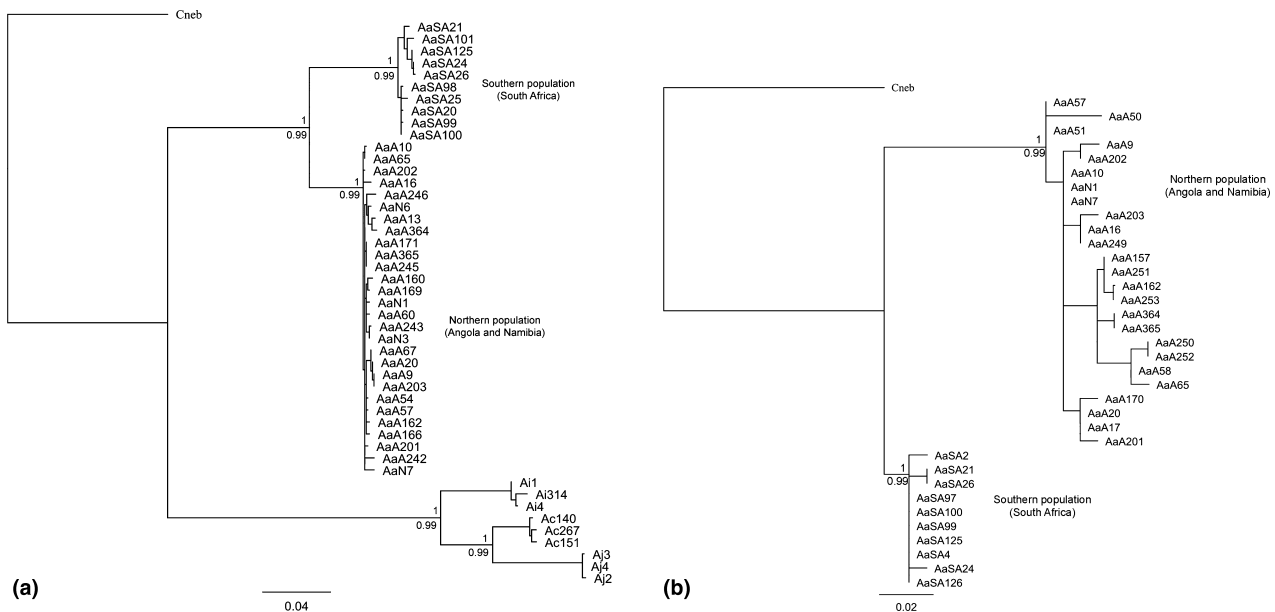 Cneb
AaSA21
AaSA101
AaSA125
AaSA24
AaSA26
AaSA98
AaSA25
AaSA20
AaSA99
AaSA100
1
0.99
Southern population
(South Africa)
1
0.99
AaA10
AaA65
AaA202
AaA16
AaA246
AaN6
AaA13
AaA364
AaA171
AaA365
AaA245
AaA160
AaA169
AaN1
AaA60
AaA243
AaN3
AaA67
AaA20
AaA9
AaA203
AaA54
AaA57
AaA162
AaA166
AaA201
AaA242
AaN7
1
0.99
Northern population
(Angola and Namibia)
Ai1
Ai314
Ai4
Ac140
Ac267
Ac151
Aj3
Aj4
Aj2
1
0.99
1
0.99
(a)
0.04
Cneb
AaA57
AaA50
AaA51
AaA9
AaA202
AaA10
AaN1
AaN7
AaA203
AaA16
AaA249
AaA157
AaA251
AaA162
AaA253
AaA364
AaA365
AaA250
AaA252
AaA58
AaA65
AaA170
AaA20
AaA17
AaA201
1
0.99
Northern population
(Angola and Namibia)
AaSA2
AaSA21
AaSA26
AaSA97
AaSA100
AaSA99
AaSA125
AaSA4
AaSA24
AaSA126
1
0.99
Southern population
(South Africa)
(b)
0.02